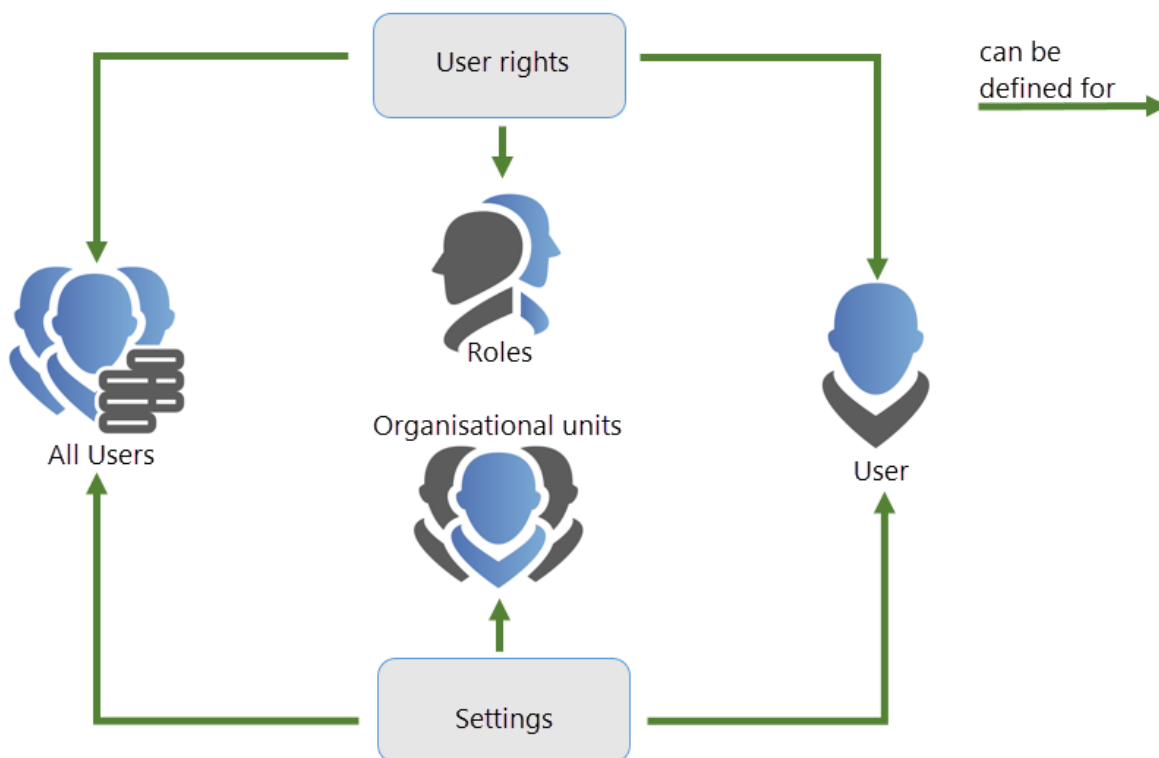 User rights
can be
defined for
Roles
Organisational units
All Users
User
Settings